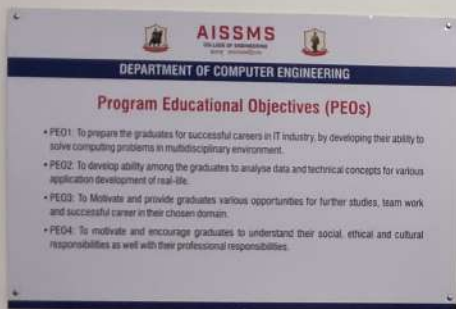 AISSMS
COLLEGE OF ENGINEERING
DEPARTMENT OF COMPUTER ENGINEERING
Program Educational Objectives (PEOs)
• PEO1: To prepare the graduates for successful careers in IT industry, by developing their ability to
solve computing problems in multidisciplinary environment.
• PEO2: To develop ability among the graduates to analyse data and technical concepts for various
application development of real-life.
• PEO3: To Motivate and provide graduates various opportunities for further studies, team work
and successful career in their chosen domain.
• PEO4: To motivate and encourage graduates to understand their social, ethical and cultural
responsibilities as well with their professional responsibilities.